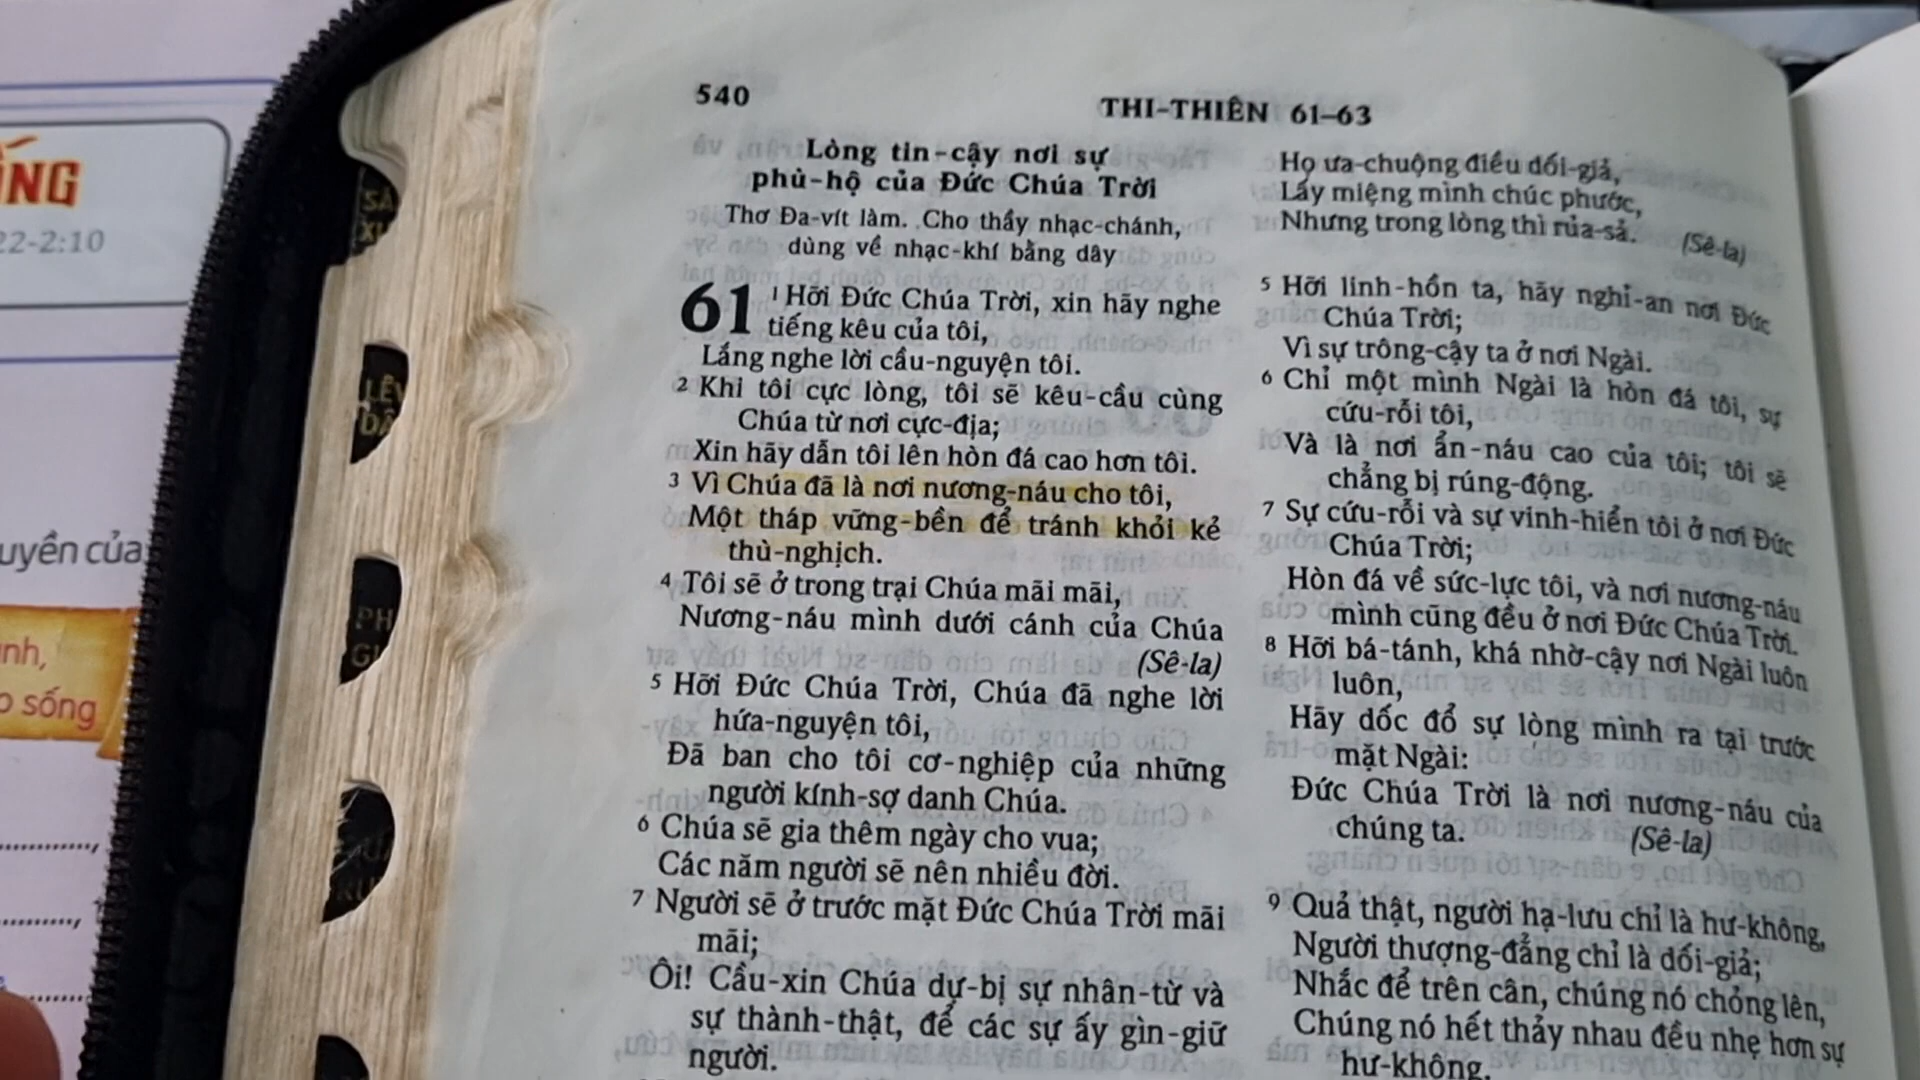 540
THI-THIÊN 61–63
Lòng tin-cậy nơi sự
phù-hộ của Đức Chúa Trời
Thơ Đa-vít làm. Cho thầy nhạc-chánh,
dùng về nhạc-khí bằng dây
61 1 Hỡi Đức Chúa Trời, xin hãy nghe
tiếng kêu của tôi,
Lắng nghe lời cầu-nguyện tôi.
2 Khi tôi cực lòng, tôi sẽ kêu-cầu cùng
Chúa từ nơi cực-địa;
Xin hãy dẫn tôi lên hòn đá cao hơn tôi.
3 Vì Chúa đã là nơi nương-náu cho tôi,
Một tháp vững-bền để tránh khỏi kẻ
thù-nghịch.
4 Tôi sẽ ở trong trại Chúa mãi mãi,
Nương-náu mình dưới cánh của Chúa
(Sê-la)
5 Hỡi Đức Chúa Trời, Chúa đã nghe lời
hứa-nguyện tôi,
Đã ban cho tôi cơ-nghiệp của những
người kính-sợ danh Chúa.
6 Chúa sẽ gia thêm ngày cho vua;
Các năm người sẽ nên nhiều đời.
7 Người sẽ ở trước mặt Đức Chúa Trời mãi
mãi;
Ôi! Cầu-xin Chúa dự-bị sự nhân-từ và
sự thành-thật, để các sự ấy gìn-giữ
người.
Họ ưa-chuộng điều dối-giả,
Lấy miệng mình chúc phước,
Nhưng trong lòng thì rủa-sả. (Sê-la)
5 Hỡi linh-hồn ta, hãy nghỉ-an nơi Đức
Chúa Trời;
Vì sự trông-cậy ta ở nơi Ngài.
6 Chỉ một mình Ngài là hòn đá tôi, sự
cứu-rỗi tôi,
Và là nơi ẩn-náu cao của tôi; tôi sẽ
chẳng bị rúng-động.
7 Sự cứu-rỗi và sự vinh-hiển tôi ở nơi Đức
Chúa Trời;
Hòn đá về sức-lực tôi, và nơi nương-náu
mình cũng đều ở nơi Đức Chúa Trời.
8 Hỡi bá-tánh, khá nhờ-cậy nơi Ngài luôn
luôn,
Hãy dốc đổ sự lòng mình ra tại trước
mặt Ngài:
Đức Chúa Trời là nơi nương-náu của
chúng ta. (Sê-la)
9 Quả thật, người hạ-lưu chỉ là hư-không,
Người thượng-đẳng chỉ là dối-giả;
Nhắc để trên cân, chúng nó chổng lên,
Chúng nó hết thảy nhau đều nhẹ hơn sự
hư-không.
22-2:10
của
sống
LÊV
PH